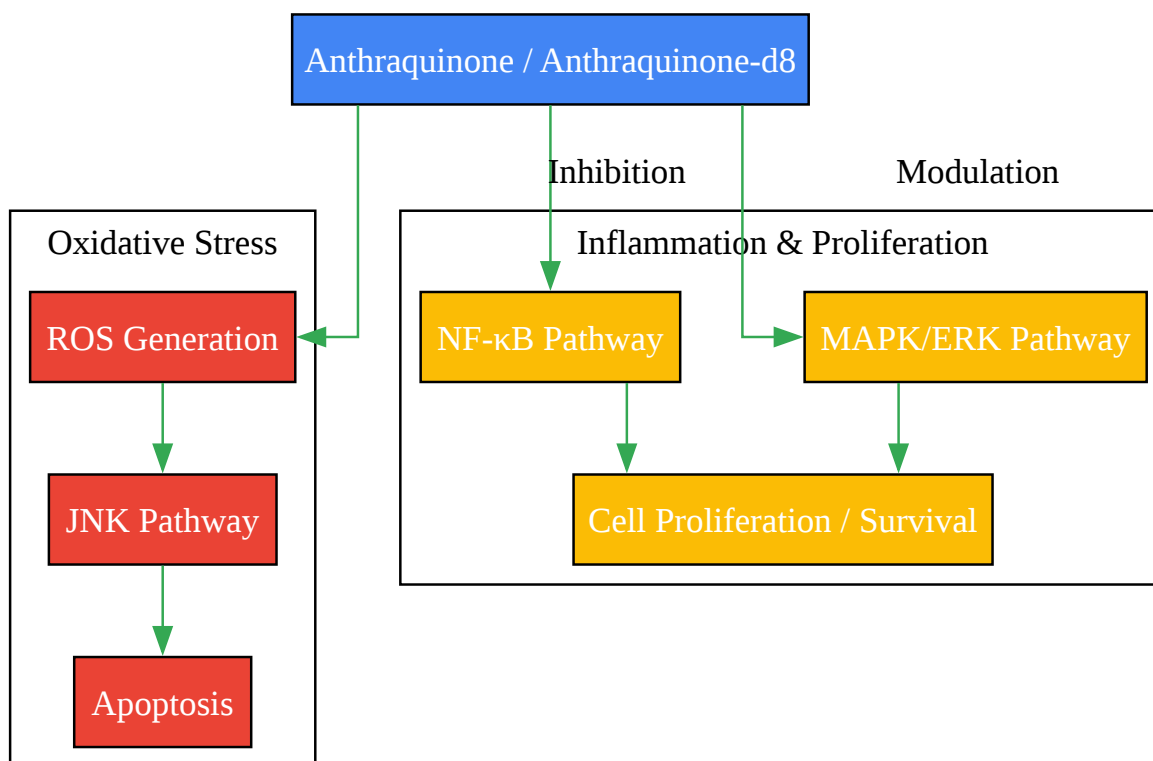 Anthraquinone / Anthraquinone-d8
Inhibition
Modulation
Oxidative Stress
Inflammation & Proliferation
ROS Generation
NF-κB Pathway
MAPK/ERK Pathway
JNK Pathway
Cell Proliferation / Survival
Apoptosis